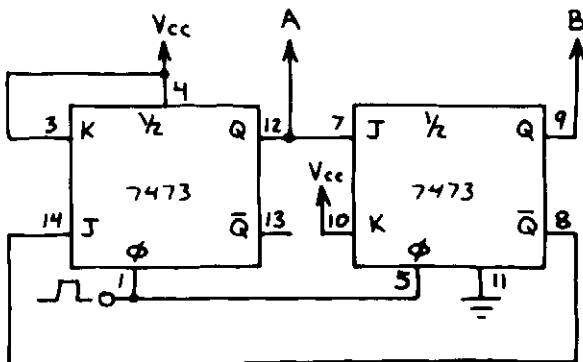 Vcc A B
4
3 K ½ Q 12 7 J ½ Q 9
7473 Vcc 7473
14 J Q̅ 13 10 K Q̅ 8
ϕ ϕ
1 5 11